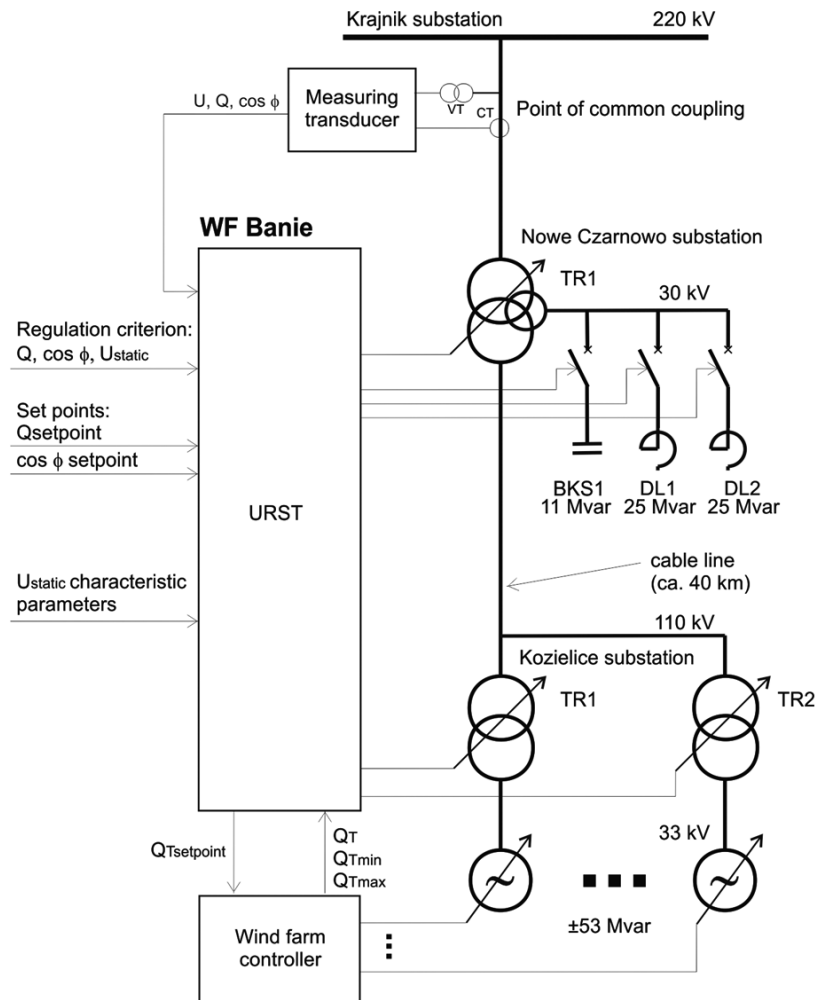 Krajnik substation
220 kV
U, Q, cos ϕ
Measuring
transducer
VT
CT
Point of common coupling
WF Banie
Nowe Czarnowo substation
TR1
30 kV
Regulation criterion:
Q, cos ϕ, Ustatic
Set points:
Qsetpoint
cos ϕ setpoint
URST
BKS1
11 Mvar
DL1
25 Mvar
DL2
25 Mvar
Ustatic characteristic
parameters
cable line
(ca. 40 km)
110 kV
Kozielice substation
TR1
TR2
QTsetpoint
QT
QTmin
QTmax
33 kV
±53 Mvar
Wind farm
controller